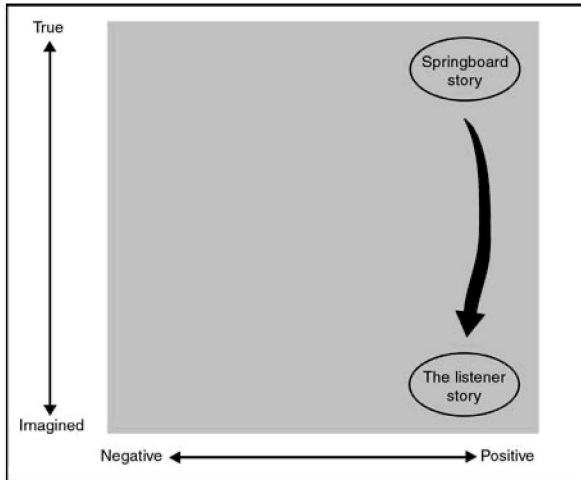 True
Springboard
story
The listener
story
Imagined
Negative
Positive